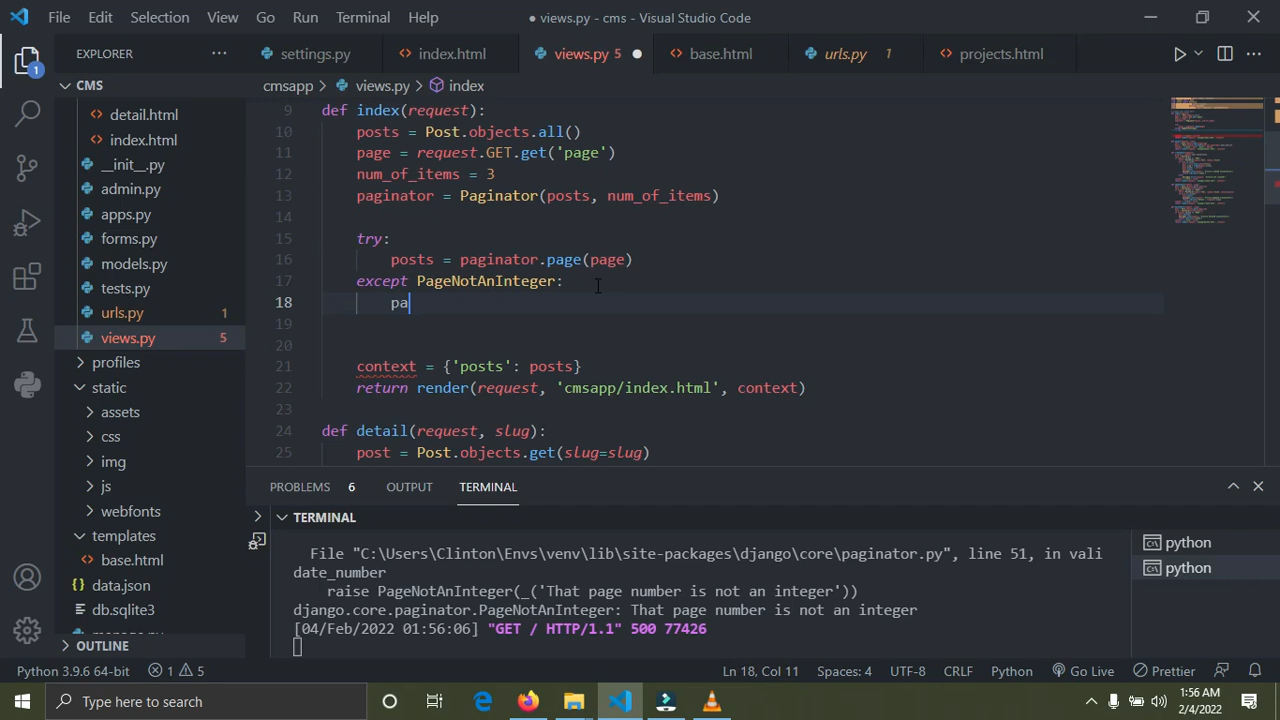 File Edit Selection View Go Run Terminal Help
● views.py - cms - Visual Studio Code
EXPLORER
settings.py
index.html
views.py 5
base.html
urls.py 1
projects.html
1
CMS
cmsapp > views.py > index
detail.html
index.html
__init__.py
admin.py
apps.py
forms.py
models.py
tests.py
urls.py 1
views.py 5
profiles
static
assets
css
img
js
webfonts
templates
base.html
data.json
db.sqlite3
OUTLINE
9 def index(request):
10 posts = Post.objects.all()
11 page = request.GET.get('page')
12 num_of_items = 3
13 paginator = Paginator(posts, num_of_items)
14
15 try:
16 posts = paginator.page(page)
17 except PageNotAnInteger:
18 pa
19
20
21 context = {'posts': posts}
22 return render(request, 'cmsapp/index.html', context)
23
24 def detail(request, slug):
25 post = Post.objects.get(slug=slug)
PROBLEMS 6 OUTPUT TERMINAL
TERMINAL
File "C:\Users\Clinton\Envs\venv\lib\site-packages\django\core\paginator.py", line 51, in vali
date_number
raise PageNotAnInteger(_('That page number is not an integer'))
django.core.paginator.PageNotAnInteger: That page number is not an integer
[04/Feb/2022 01:56:06] "GET / HTTP/1.1" 500 77426
python
python
Python 3.9.6 64-bit 1 5 Ln 18, Col 11 Spaces: 4 UTF-8 CRLF Python Go Live Prettier
Type here to search
1:56 AM
2/4/2022